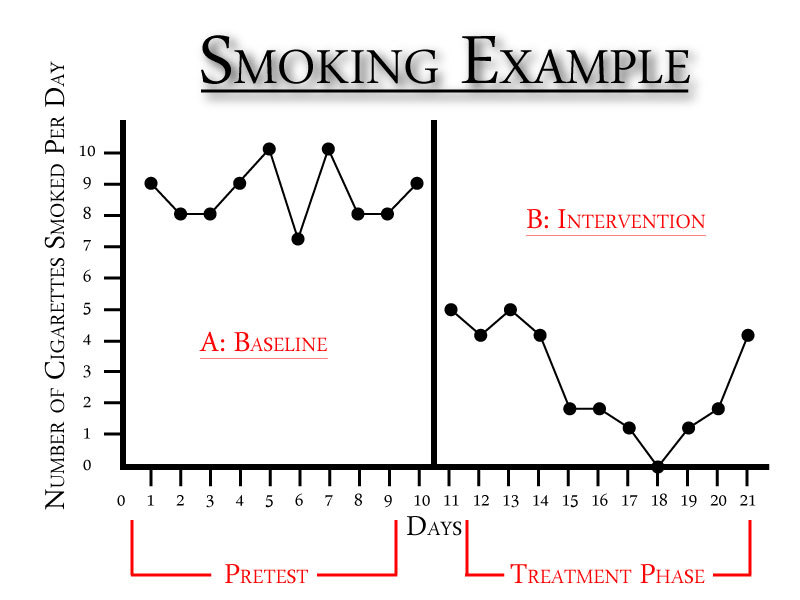 Smoking Example
Number of Cigarettes Smoked Per Day
10
9
8
7
6
5
4
3
2
1
0
A: Baseline
B: Intervention
0 1 2 3 4 5 6 7 8 9 10 11 12 13 14 15 16 17 18 19 20 21
Days
Pretest
Treatment Phase